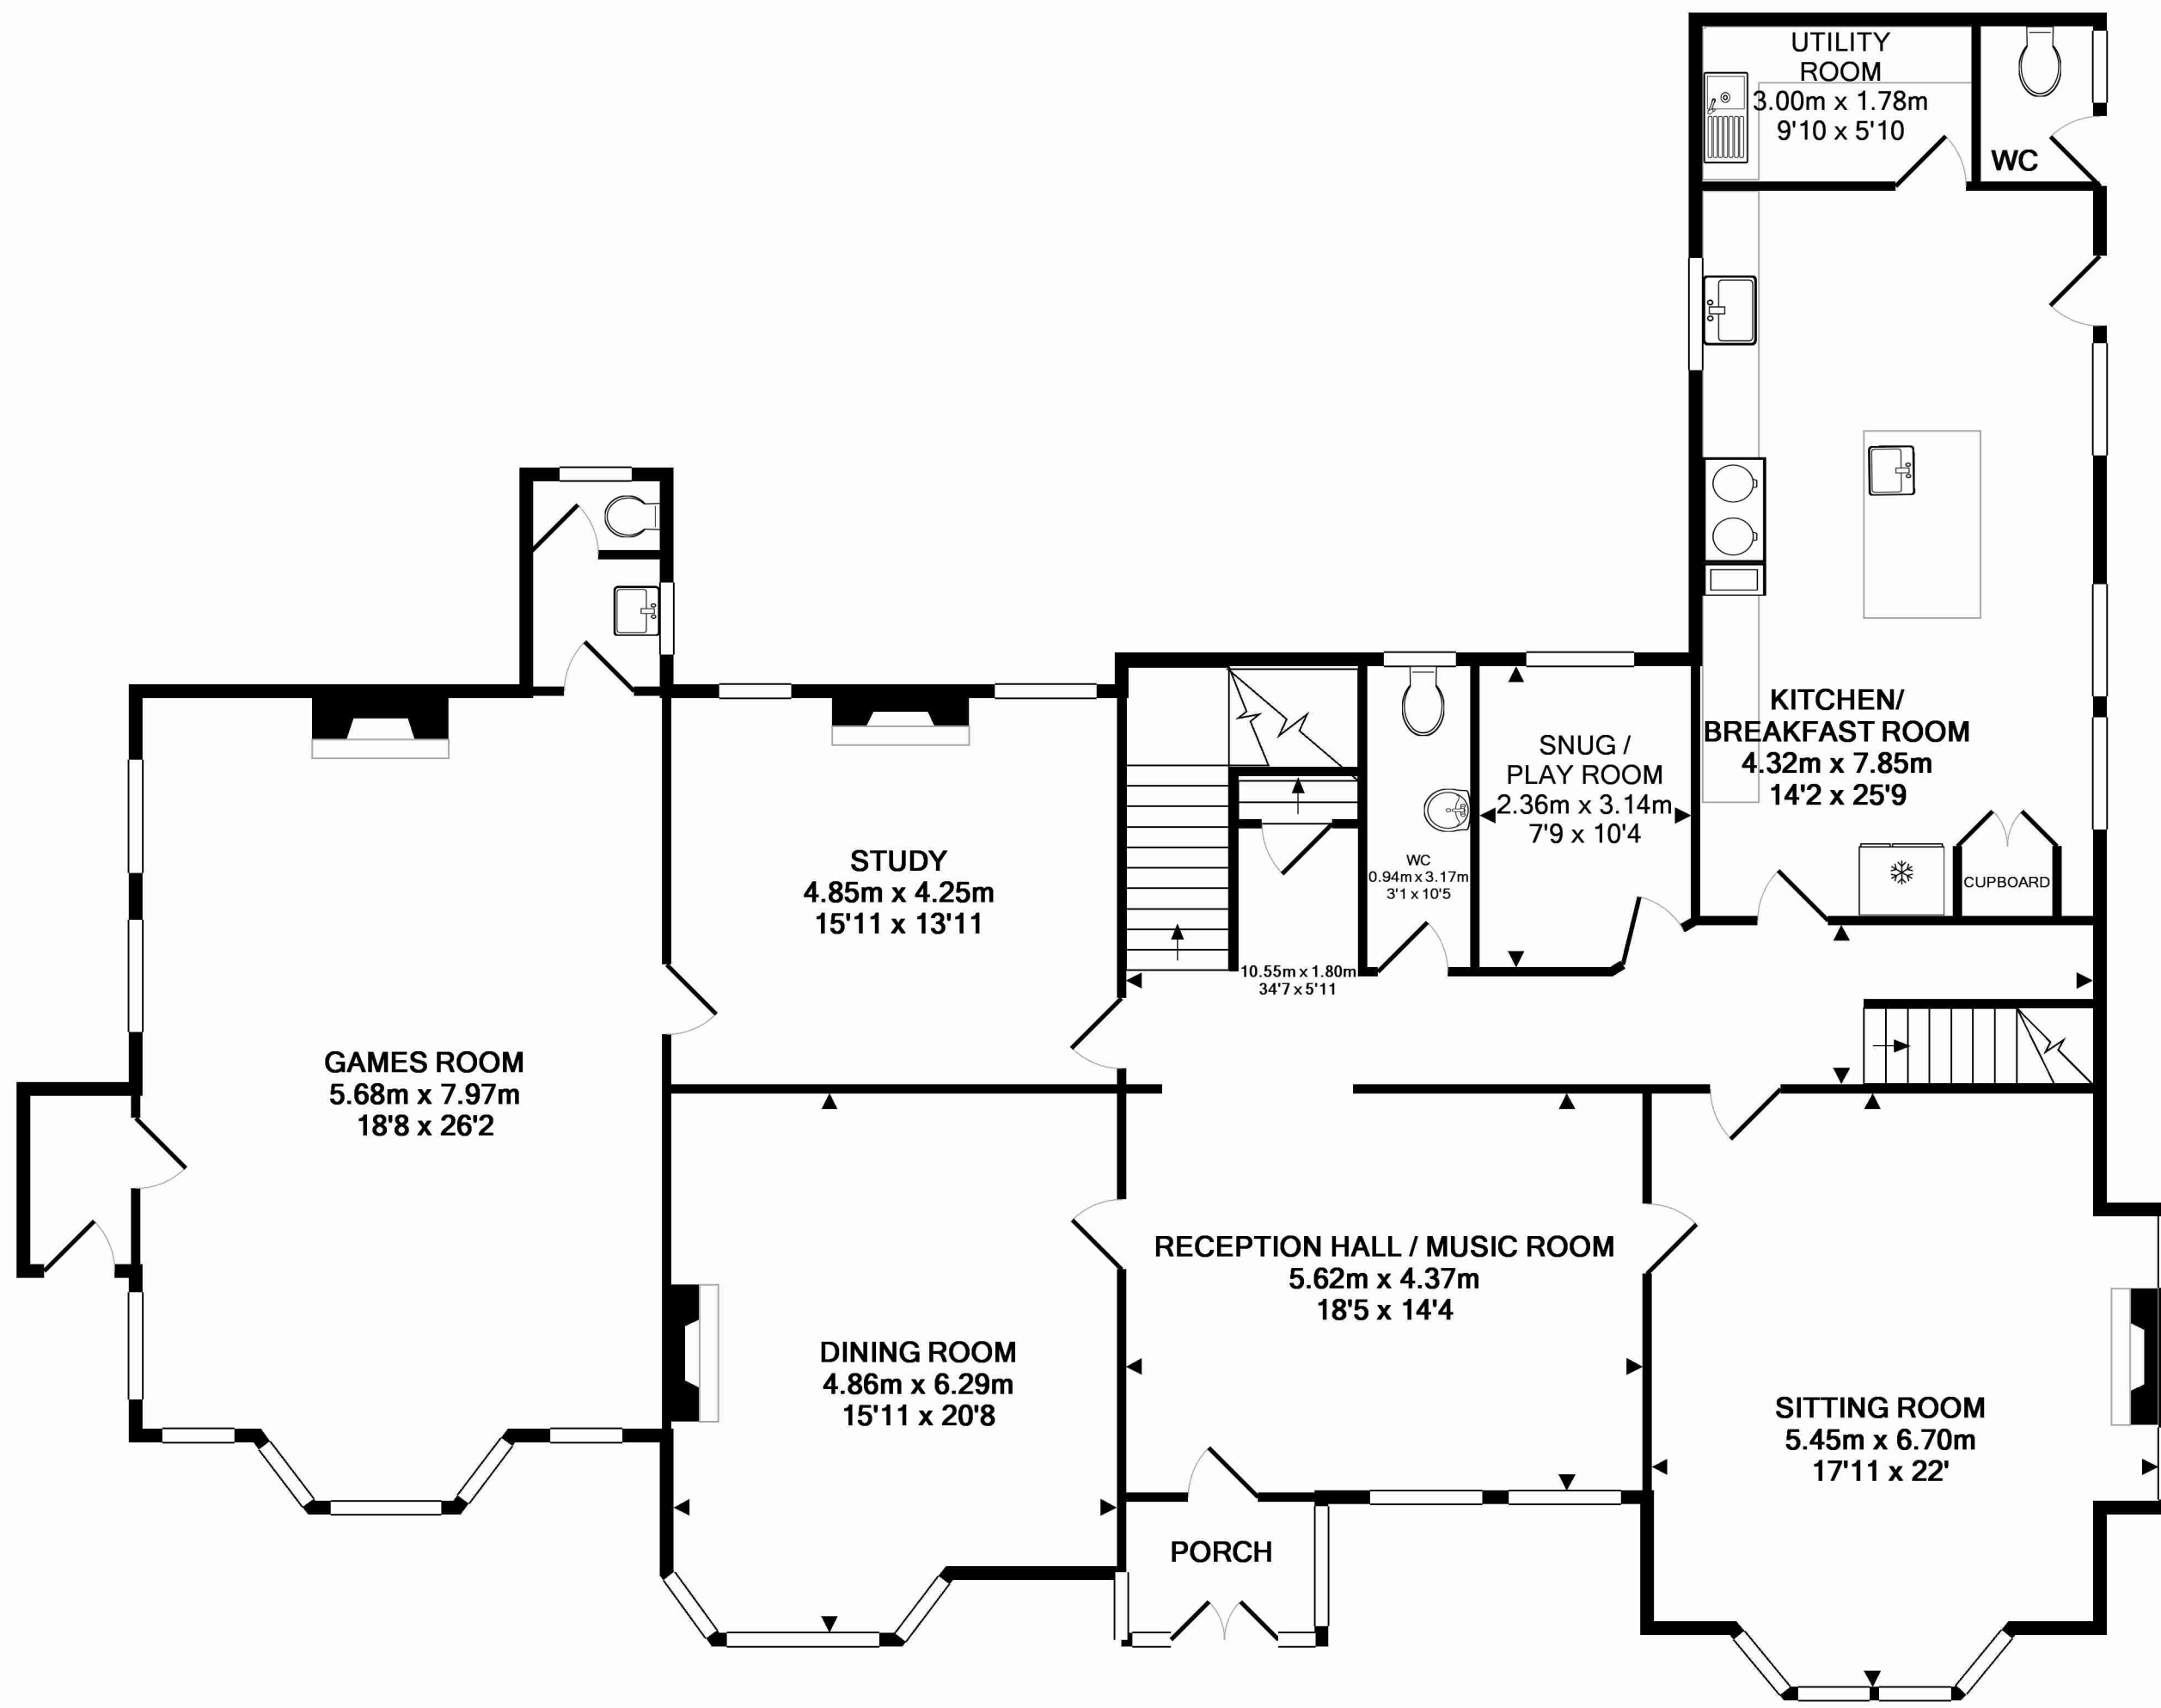 UTILITY
ROOM
3.00m x 1.78m
9'10 x 5'10
WC
KITCHEN/
BREAKFAST ROOM
4.32m x 7.85m
14'2 x 25'9
CUPBOARD
SNUG /
PLAY ROOM
2.36m x 3.14m
7'9 x 10'4
WC
0.94m x 3.17m
3'1 x 10'5
STUDY
4.85m x 4.25m
15'11 x 13'11
10.55m x 1.80m
34'7 x 5'11
GAMES ROOM
5.68m x 7.97m
18'8 x 26'2
RECEPTION HALL / MUSIC ROOM
5.62m x 4.37m
18'5 x 14'4
DINING ROOM
4.86m x 6.29m
15'11 x 20'8
SITTING ROOM
5.45m x 6.70m
17'11 x 22'
PORCH